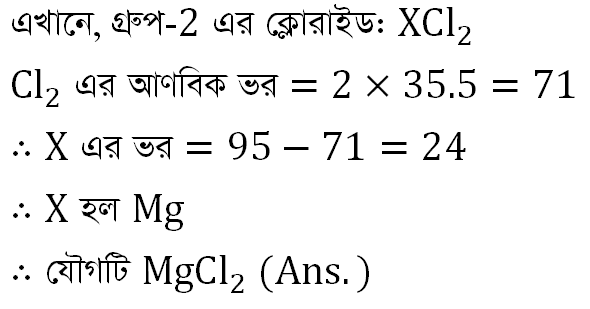 এখানে, গ্রুপ-2 এর ক্লোরাইডঃ XCl₂
Cl₂ এর আণবিক ভর = 2 × 35.5 = 71
∴ X এর ভর = 95 − 71 = 24
∴ X হল Mg
∴ যৌগটি MgCl₂ (Ans.)